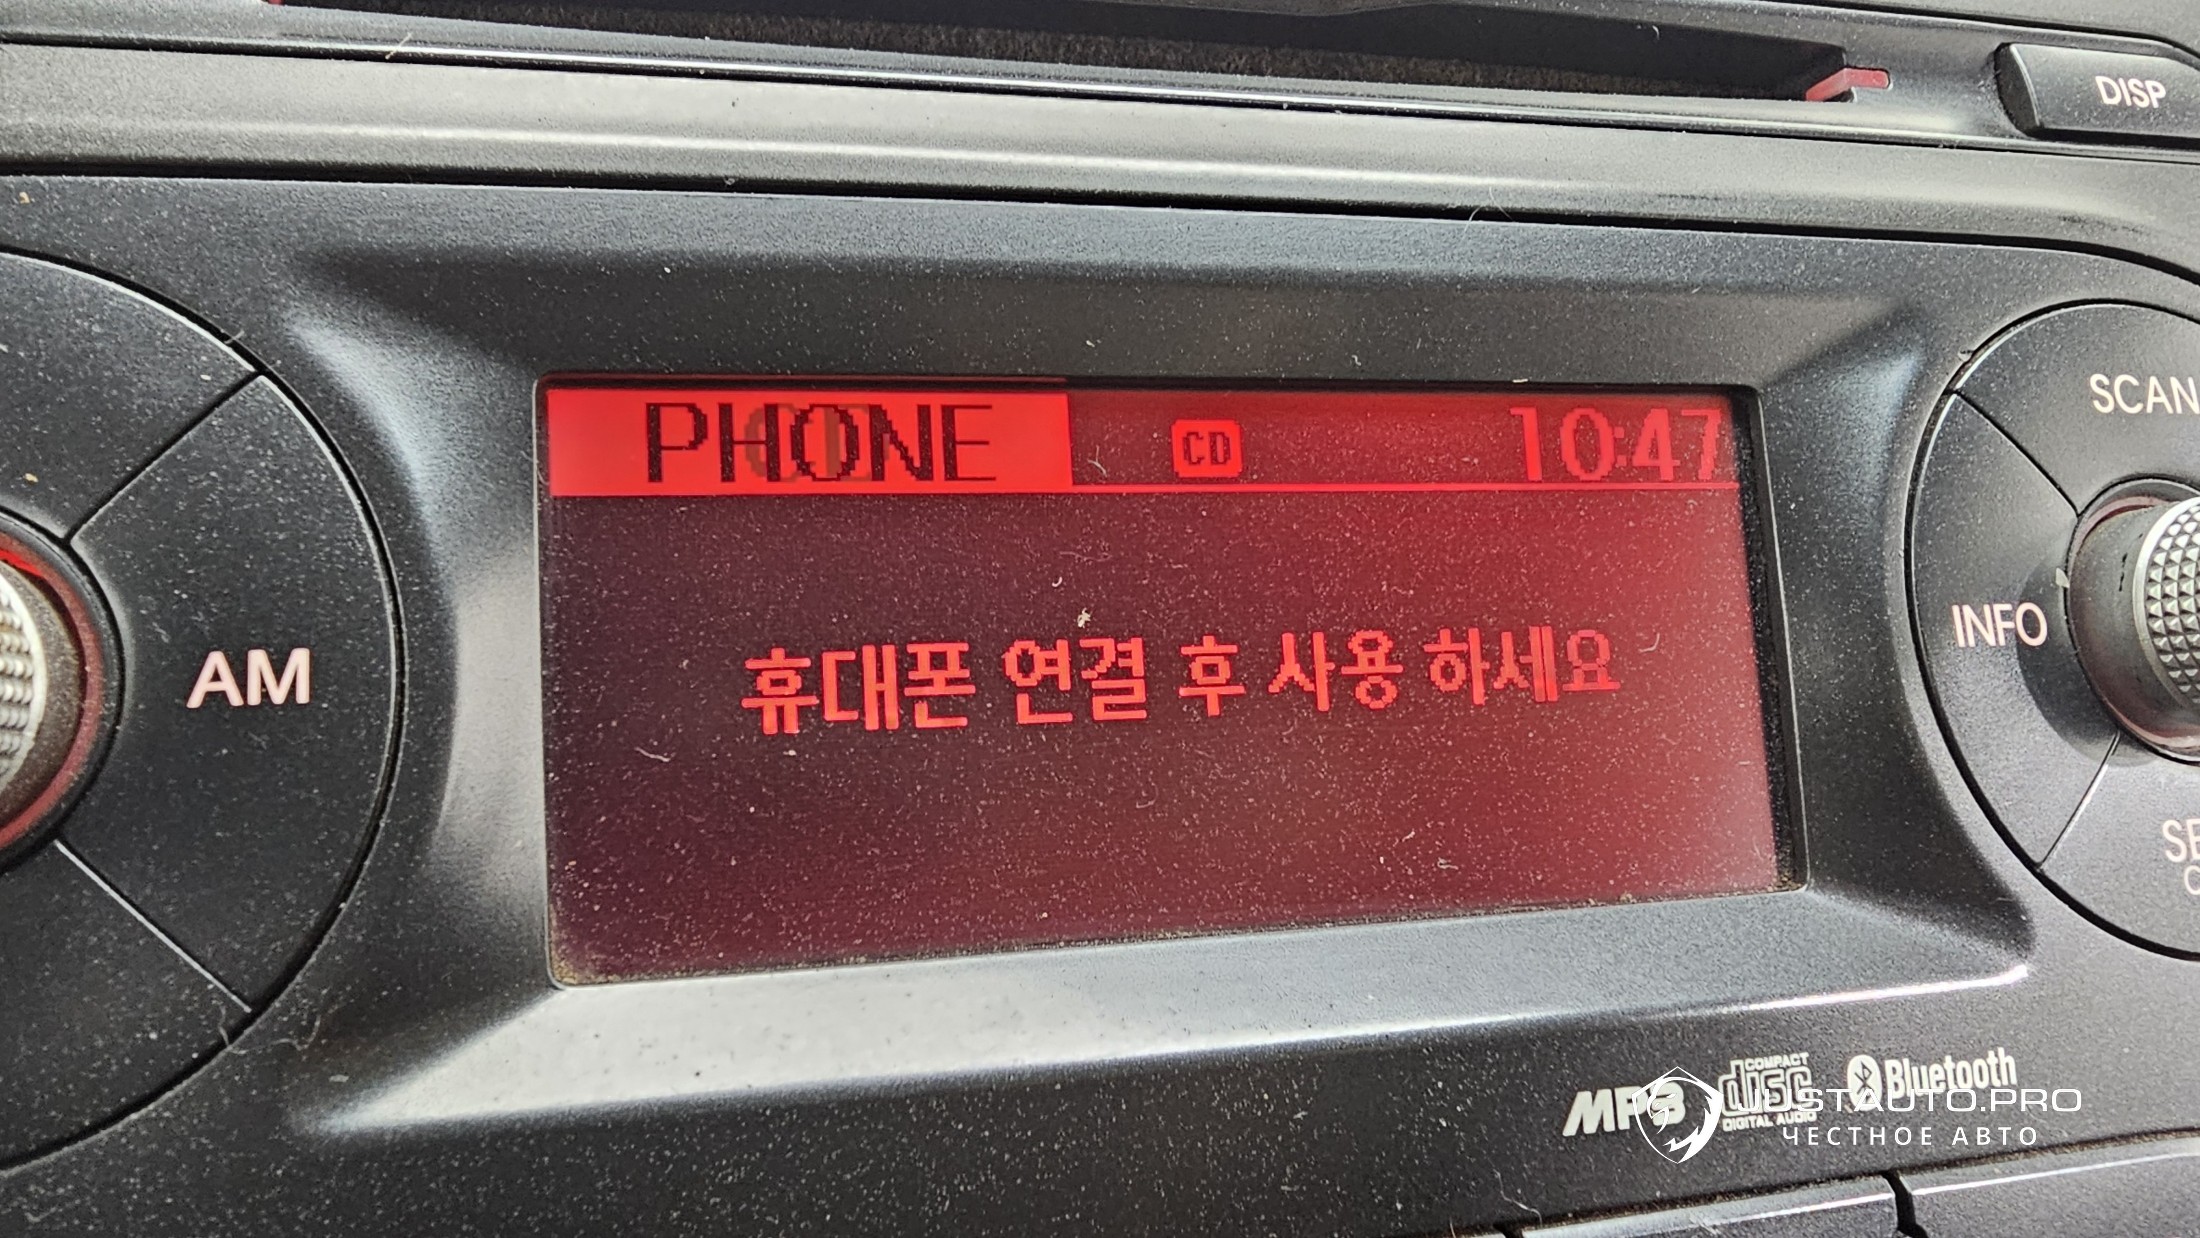 DISP
PHONE CD 10:47
SCAN
INFO
AM
휴대폰 연결 후 사용 하세요
MP3 COMPACT disc DIGITAL AUDIO Bluetooth
JUSTAUTO.PRO
ЧЕСТНОЕ АВТО